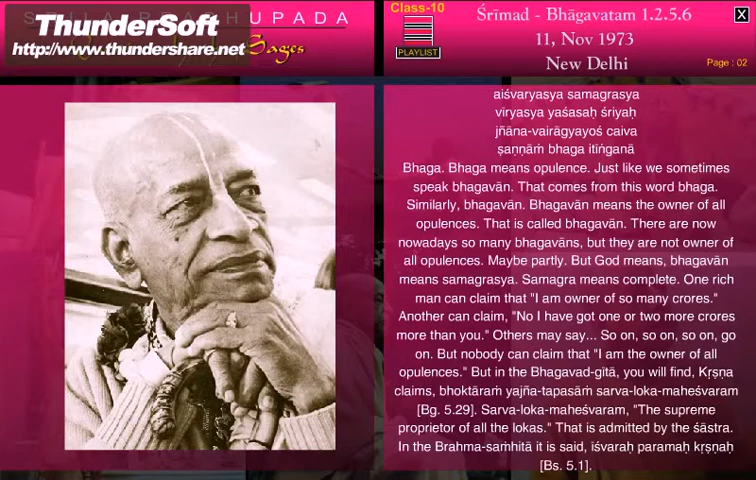 ThunderSoft
http://www.thundershare.net
Sages
Class-10
PLAYLIST
Śrīmad - Bhāgavatam 1.2.5.6
11, Nov 1973
New Delhi
X
Page : 02
aiśvaryasya samagrasya
viryasya yaśasaḥ śriyaḥ
jñāna-vairāgyayoś caiva
ṣaṇṇāṁ bhaga itīṅganā
Bhaga. Bhaga means opulence. Just like we sometimes
speak bhagavān. That comes from this word bhaga.
Similarly, bhagavān. Bhagavān means the owner of all
opulences. That is called bhagavān. There are now
nowadays so many bhagavāns, but they are not owner of
all opulences. Maybe partly. But God means, bhagavān
means samagrasya. Samagra means complete. One rich
man can claim that "I am owner of so many crores."
Another can claim, "No I have got one or two more crores
more than you." Others may say... So on, so on, so on, go
on. But nobody can claim that "I am the owner of all
opulences." But in the Bhagavad-gītā, you will find, Kṛṣṇa
claims, bhoktāraṁ yajña-tapasāṁ sarva-loka-maheśvaram
[Bg. 5.29]. Sarva-loka-maheśvaram, "The supreme
proprietor of all the lokas." That is admitted by the śāstra.
In the Brahma-saṁhitā it is said, īśvaraḥ paramaḥ kṛṣṇaḥ
[Bs. 5.1].